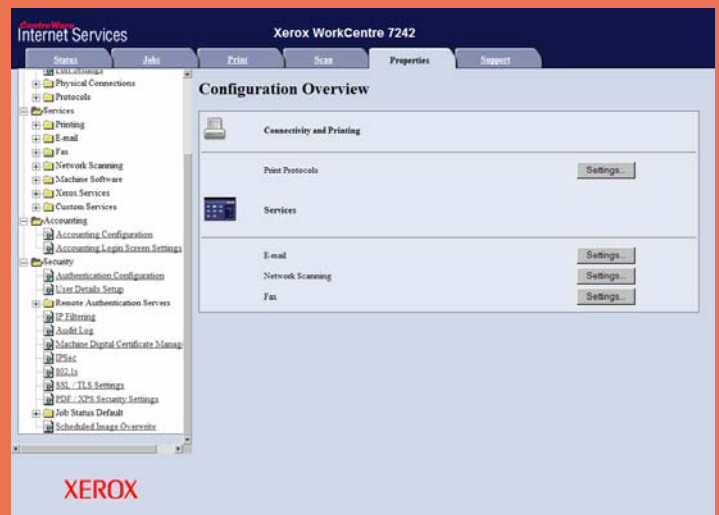 CentreWare
Internet Services
Xerox WorkCentre 7242
Status
Jobs
Print
Scan
Properties
Support
Port Settings
Physical Connections
Protocols
Services
Printing
E-mail
Fax
Network Scanning
Machine Software
Xerox Services
Custom Services
Accounting
Accounting Configuration
Accounting Login Screen Settings
Security
Authentication Configuration
User Details Setup
Remote Authentication Servers
IP Filtering
Audit Log
Machine Digital Certificate Manag
IPSec
802.1x
SSL / TLS Settings
PDF / XPS Security Settings
Job Status Default
Scheduled Image Overwrite
Configuration Overview
Connectivity and Printing
Print Protocols
Settings...
Services
E-mail
Settings...
Network Scanning
Settings...
Fax
Settings...
XEROX